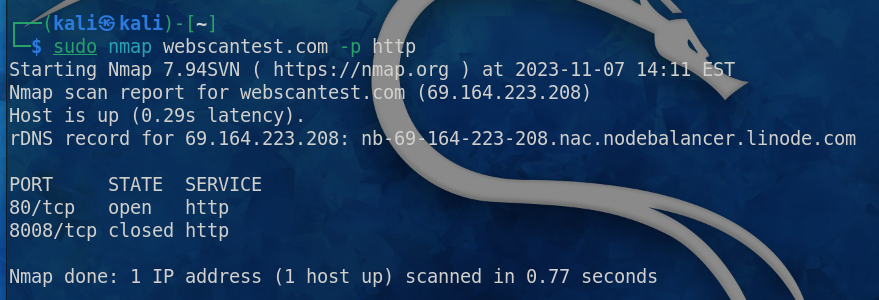 ┌──(kali㉿kali)-[~]
└─$ sudo nmap webscantest.com -p http
Starting Nmap 7.94SVN ( https://nmap.org ) at 2023-11-07 14:11 EST
Nmap scan report for webscantest.com (69.164.223.208)
Host is up (0.29s latency).
rDNS record for 69.164.223.208: nb-69-164-223-208.nac.nodebalancer.linode.com
PORT     STATE  SERVICE
80/tcp   open   http
8008/tcp closed http
Nmap done: 1 IP address (1 host up) scanned in 0.77 seconds